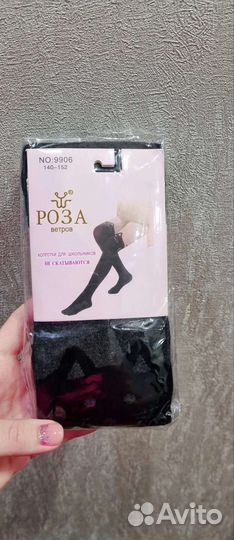 NO:9906
140-152
®
РОЗА
ветров
КОЛГОТКИ ДЛЯ ШКОЛЬНИКОВ
НЕ СКАТЫВАЮТСЯ
Avito